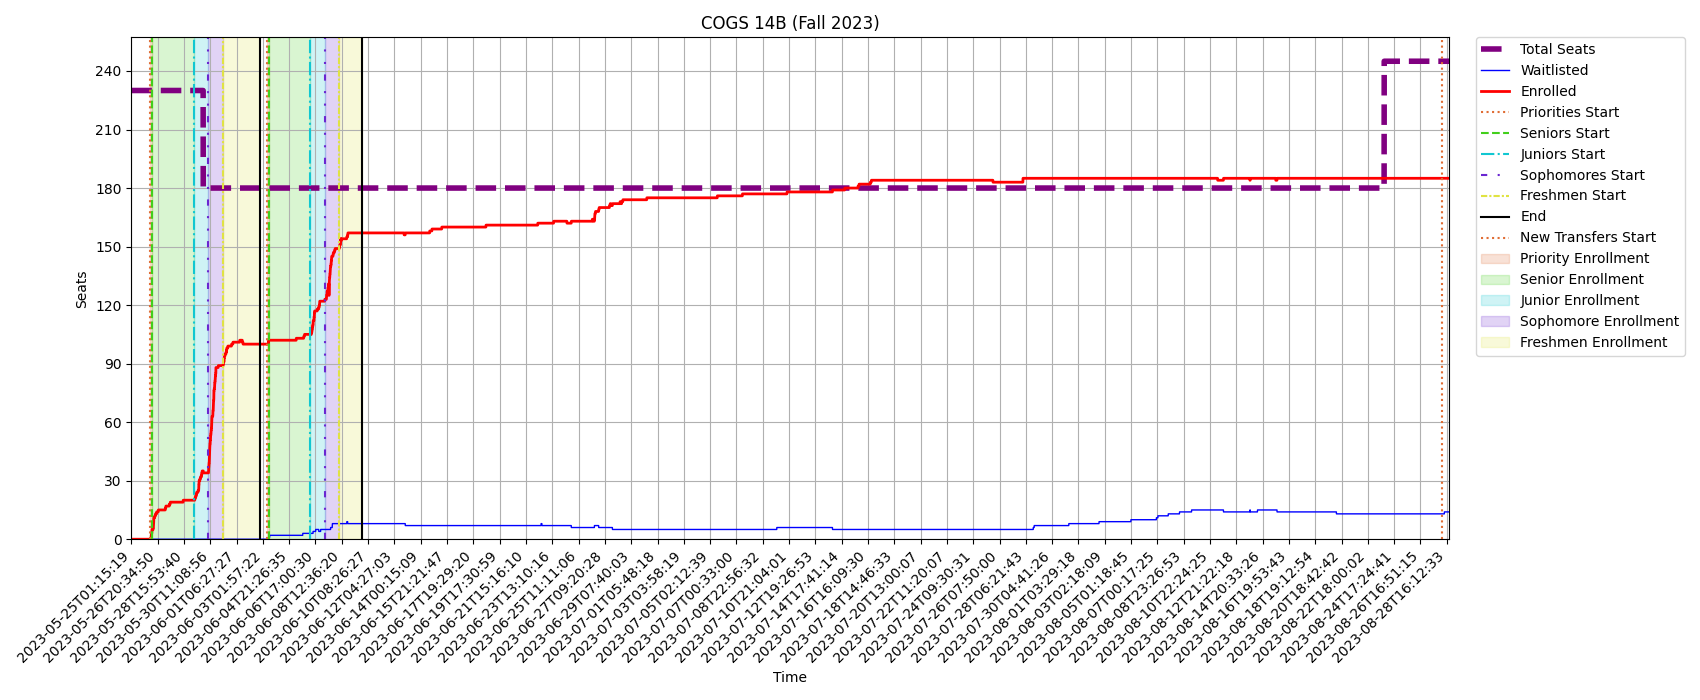 COGS 14B (Fall 2023)
Seats
240
210
180
150
120
90
60
30
0
2023-05-25T01:15:19
2023-05-26T20:34:50
2023-05-28T15:53:40
2023-05-30T11:08:56
2023-06-01T06:27:27
2023-06-03T01:57:22
2023-06-04T21:26:35
2023-06-06T17:00:30
2023-06-08T12:36:20
2023-06-10T08:26:27
2023-06-12T04:27:03
2023-06-14T00:15:09
2023-06-15T21:21:47
2023-06-17T19:29:20
2023-06-19T17:30:59
2023-06-21T15:16:10
2023-06-23T13:10:16
2023-06-25T11:11:06
2023-06-27T09:20:28
2023-06-29T07:40:03
2023-07-01T05:48:18
2023-07-03T03:58:19
2023-07-05T02:12:39
2023-07-07T00:33:00
2023-07-08T22:56:32
2023-07-10T21:04:01
2023-07-12T19:26:53
2023-07-14T17:41:14
2023-07-16T16:09:30
2023-07-18T14:46:33
2023-07-20T13:00:07
2023-07-22T11:20:07
2023-07-24T09:30:31
2023-07-26T07:50:00
2023-07-28T06:21:43
2023-07-30T04:41:26
2023-08-01T03:29:18
2023-08-03T02:18:09
2023-08-05T01:18:45
2023-08-07T00:17:25
2023-08-08T23:26:53
2023-08-10T22:24:25
2023-08-12T21:22:18
2023-08-14T20:33:26
2023-08-16T19:53:43
2023-08-18T19:12:54
2023-08-20T18:42:42
2023-08-22T18:00:02
2023-08-24T17:24:41
2023-08-26T16:51:15
2023-08-28T16:12:33
Time
Total Seats
Waitlisted
Enrolled
Priorities Start
Seniors Start
Juniors Start
Sophomores Start
Freshmen Start
End
New Transfers Start
Priority Enrollment
Senior Enrollment
Junior Enrollment
Sophomore Enrollment
Freshmen Enrollment